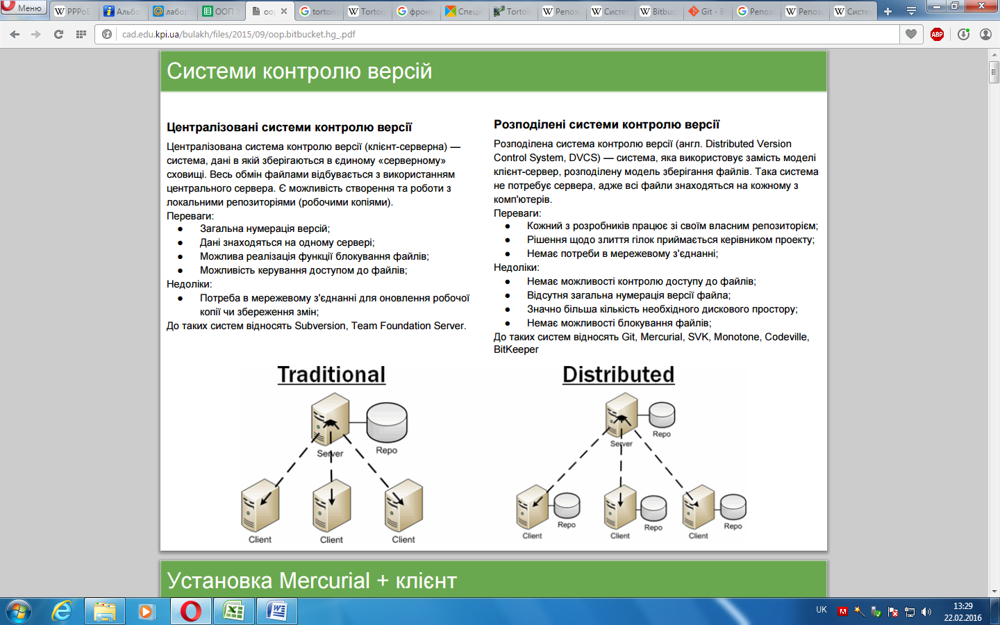 Меню
PPPoE
Альбо
лабор
ООП
oop
tortois
Tortois
фронт
Специ
Tortois
Репоз
Систем
Bitbuc
Git - B
Репоз
Репоз
Систем
cad.edu.kpi.ua/bulakh/files/2015/09/oop.bitbucket.hg_.pdf
ABP
Системи контролю версій
Централізовані системи контролю версії
Централізована система контролю версії (клієнт-серверна) —
система, дані в якій зберігаються в єдиному «серверному»
сховищі. Весь обмін файлами відбувається з використанням
центрального сервера. Є можливість створення та роботи з
локальними репозиторіями (робочими копіями).
Переваги:
● Загальна нумерація версій;
● Дані знаходяться на одному сервері;
● Можлива реалізація функції блокування файлів;
● Можливість керування доступом до файлів;
Недоліки:
● Потреба в мережевому з'єднанні для оновлення робочої
копії чи збереження змін;
До таких систем відносять Subversion, Team Foundation Server.
Розподілені системи контролю версії
Розподілена система контролю версії (англ. Distributed Version
Control System, DVCS) — система, яка використовує замість моделі
клієнт-сервер, розподілену модель зберігання файлів. Така система
не потребує сервера, адже всі файли знаходяться на кожному з
комп'ютерів.
Переваги:
● Кожний з розробників працює зі своїм власним репозиторієм;
● Рішення щодо злиття гілок приймається керівником проекту;
● Немає потреби в мережевому з'єднанні;
Недоліки:
● Немає можливості контролю доступу до файлів;
● Відсутня загальна нумерація версії файла;
● Значно більша кількість необхідного дискового простору;
● Немає можливості блокування файлів;
До таких систем відносять Git, Mercurial, SVK, Monotone, Codeville,
BitKeeper
Traditional
Server
Repo
Client
Client
Client
Distributed
Server
Repo
Client
Repo
Client
Repo
Client
Repo
Установка Mercurial + клієнт
UK
13:29
22.02.2016